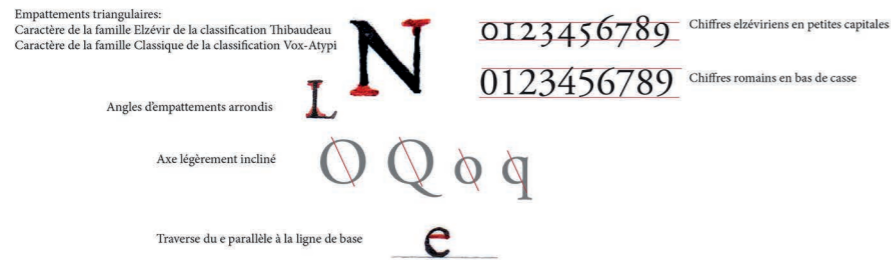 Empattements triangulaires:
Caractère de la famille Elzévir de la classification Thibaudeau
Caractère de la famille Classique de la classification Vox-Atypi
N
0123456789 Chiffres elzéviriens en petites capitales
0123456789 Chiffres romains en bas de casse
Angles d'empattements arrondis L
Axe légèrement incliné O Q o q
Traverse du e parallèle à la ligne de base e